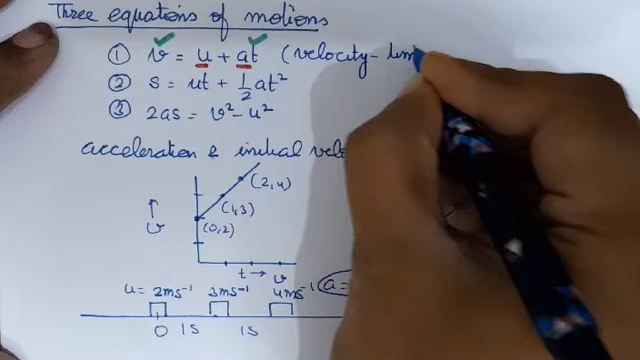 Three equations of motions
① v = u + at (velocity-
② s = ut + 1/2 at²
③ 2as = v² - u²
acceleration & initial
(2,4)
↑ (1,3)
v (0,2)
t → v
u = 2ms⁻¹ 3ms⁻¹ 4ms⁻¹ a =
0 1s 1s